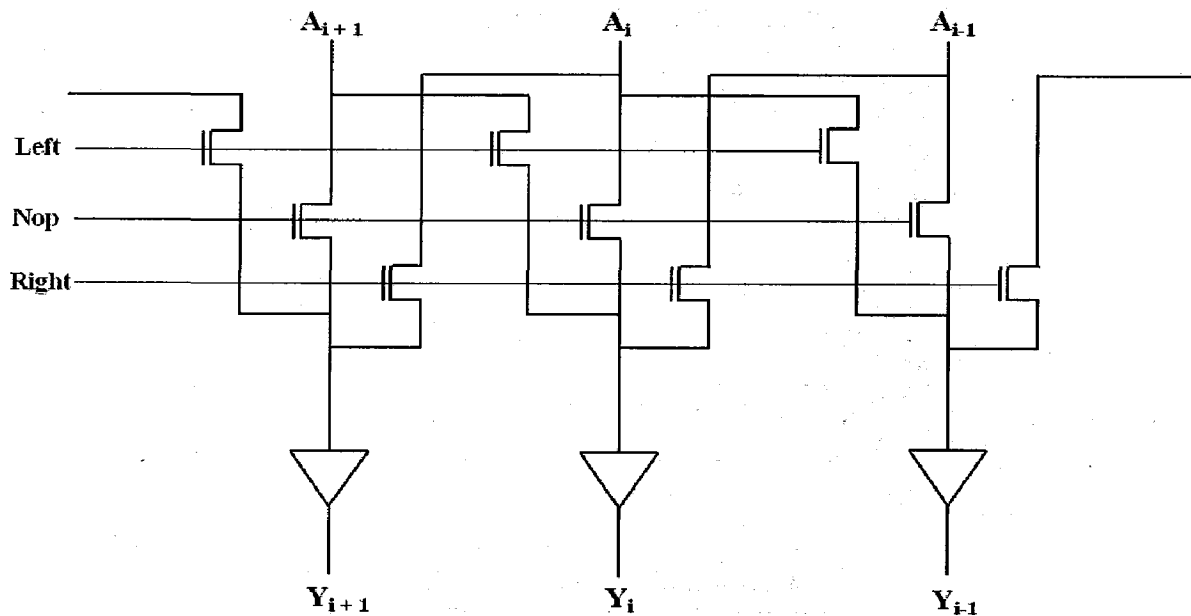 A_{i+1} A_i A_{i-1}
Left
Nop
Right
Y_{i+1} Y_i Y_{i-1}